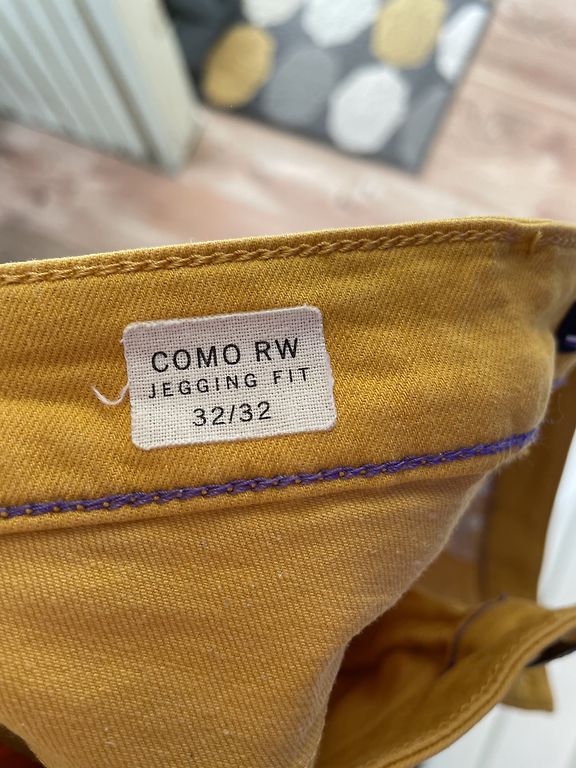 COMO RW
JEGGING FIT
32/32